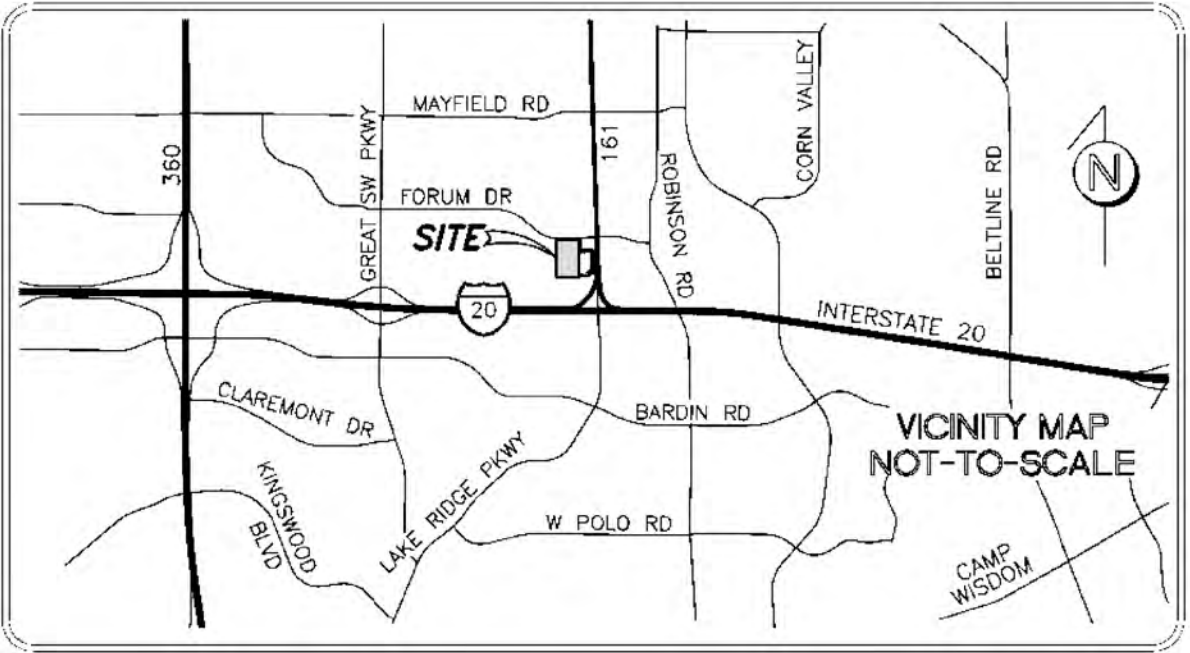 MAYFIELD RD
360
GREAT SW PKWY
161
CORN VALLEY
ROBINSON RD
BELTLINE RD
N
FORUM DR
SITE
20
INTERSTATE 20
CLAREMONT DR
BARDIN RD
VICINITY MAP
NOT-TO-SCALE
KINGSWOOD
BLVD
LAKE RIDGE PKWY
W POLO RD
CAMP
WISDOM